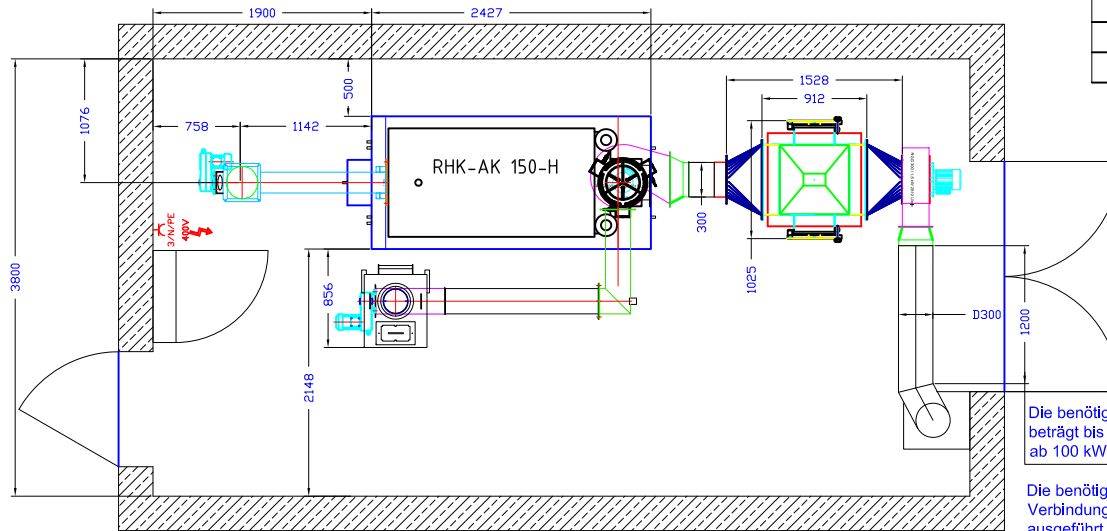 1900
2427
1528
912
1076
500
758
1142
RHK-AK 150-H
3/N/PE
400V
300
1025
3800
856
2148
D300
1200
Die benötig
beträgt bis
ab 100 kW
Die benötig
Verbindung
ausgeführt